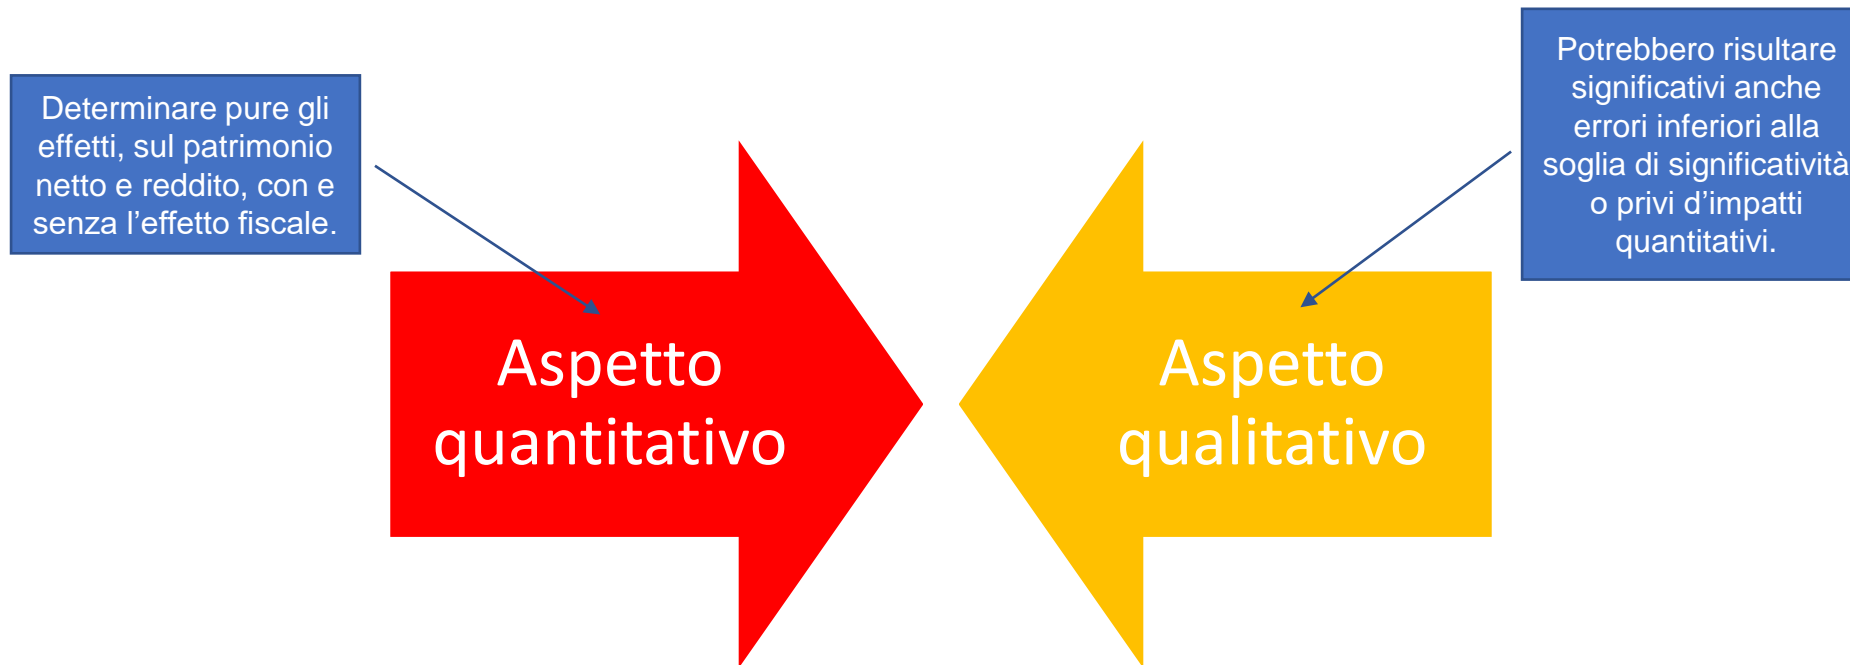 Determinare pure gli
effetti, sul patrimonio
netto e reddito, con e
senza l’effetto fiscale.
Potrebbero risultare
significativi anche
errori inferiori alla
soglia di significatività
o privi d’impatti
quantitativi.
Aspetto
quantitativo
Aspetto
qualitativo